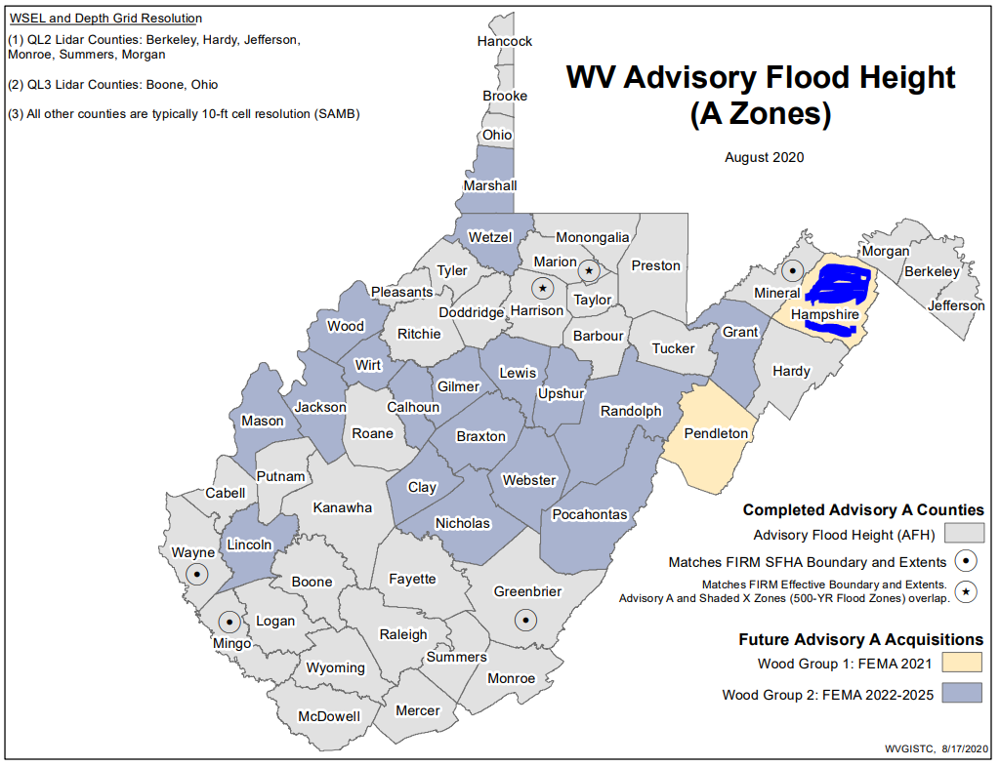 WSEL and Depth Grid Resolution
(1) QL2 Lidar Counties: Berkeley, Hardy, Jefferson,
Monroe, Summers, Morgan
(2) QL3 Lidar Counties: Boone, Ohio
(3) All other counties are typically 10-ft cell resolution (SAMB)
WV Advisory Flood Height
(A Zones)
August 2020
Hancock
Brooke
Ohio
Marshall
Wetzel
Monongalia
Marion
Preston
Morgan
Berkeley
Jefferson
Mineral
Hampshire
Tyler
Pleasants
Doddridge
Harrison
Taylor
Wood
Ritchie
Barbour
Tucker
Grant
Hardy
Wirt
Gilmer
Lewis
Upshur
Randolph
Pendleton
Mason
Jackson
Calhoun
Roane
Braxton
Putnam
Cabell
Kanawha
Clay
Webster
Nicholas
Pocahontas
Wayne
Lincoln
Boone
Fayette
Greenbrier
Mingo
Logan
Raleigh
Summers
Wyoming
Monroe
McDowell
Mercer
Completed Advisory A Counties
Advisory Flood Height (AFH)
Matches FIRM SFHA Boundary and Extents
Matches FIRM Effective Boundary and Extents.
Advisory A and Shaded X Zones (500-YR Flood Zones) overlap.
Future Advisory A Acquisitions
Wood Group 1: FEMA 2021
Wood Group 2: FEMA 2022-2025
WVGISTC, 8/17/2020